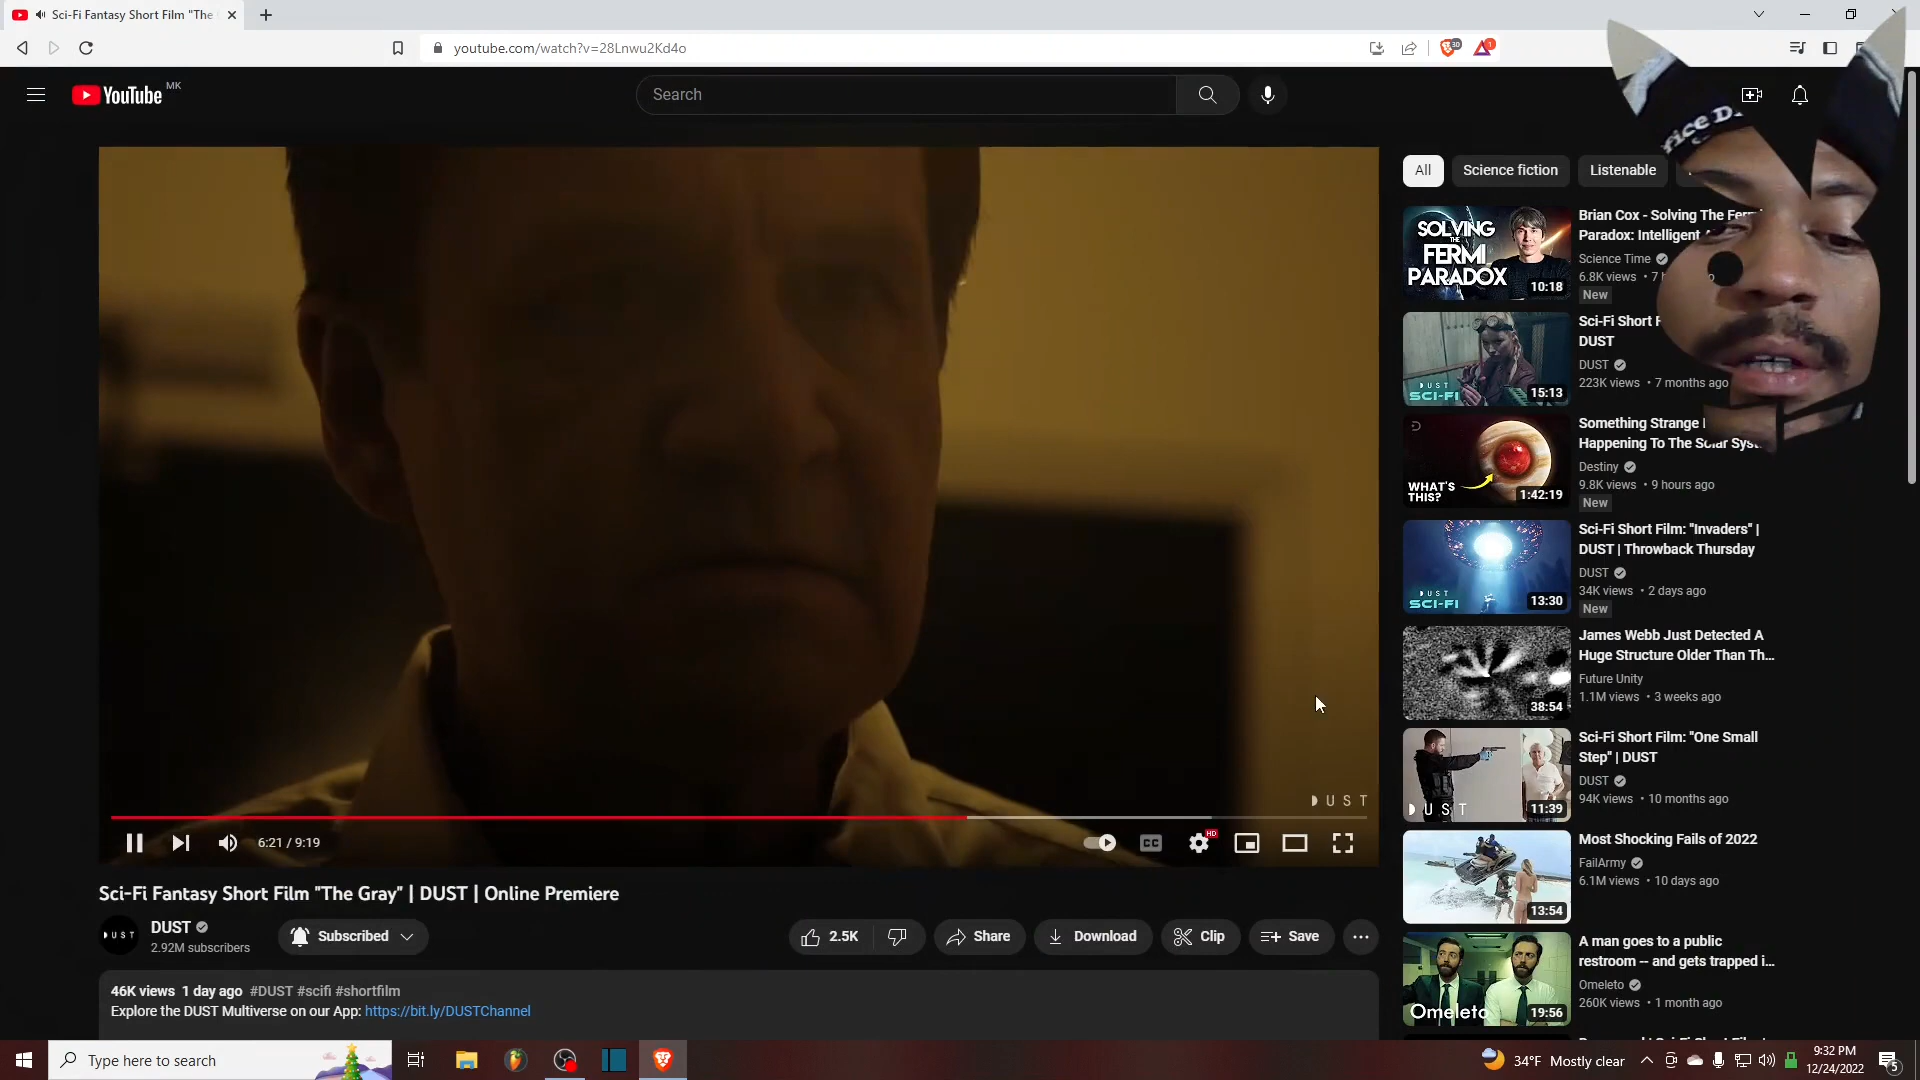 Sci-Fi Fantasy Short Film "The
youtube.com/watch?v=28Lnwu2Kd4o
30
1
YouTube MK
Search
All
Science fiction
Listenable
SOLVING
THE
FERMI
PARADOX
10:18
Brian Cox - Solving The
Paradox: Intelligent
Science Time
6.8K views • 7
New
DUST
SCI-FI
15:13
Sci-Fi Short
DUST
DUST
223K views • 7 months ago
WHAT'S
THIS?
1:42:19
Something Strange
Happening To The Solar
Destiny
9.8K views • 9 hours ago
New
DUST
SCI-FI
13:30
Sci-Fi Short Film: "Invaders" |
DUST | Throwback Thursday
DUST
34K views • 2 days ago
New
38:54
James Webb Just Detected A
Huge Structure Older Than Th...
Future Unity
1.1M views • 3 weeks ago
DUST
11:39
Sci-Fi Short Film: "One Small
Step" | DUST
DUST
94K views • 10 months ago
13:54
Most Shocking Fails of 2022
FailArmy
6.1M views • 10 days ago
Omeleto
19:56
A man goes to a public
restroom -- and gets trapped i...
Omeleto
260K views • 1 month ago
DUST
6:21 / 9:19
CC
HD
Sci-Fi Fantasy Short Film "The Gray" | DUST | Online Premiere
DUST
DUST
2.92M subscribers
Subscribed
2.5K
Share
Download
Clip
Save
46K views 1 day ago #DUST #scifi #shortfilm
Explore the DUST Multiverse on our App: https://bit.ly/DUSTChannel
Type here to search
34°F Mostly clear
9:32 PM
12/24/2022
5